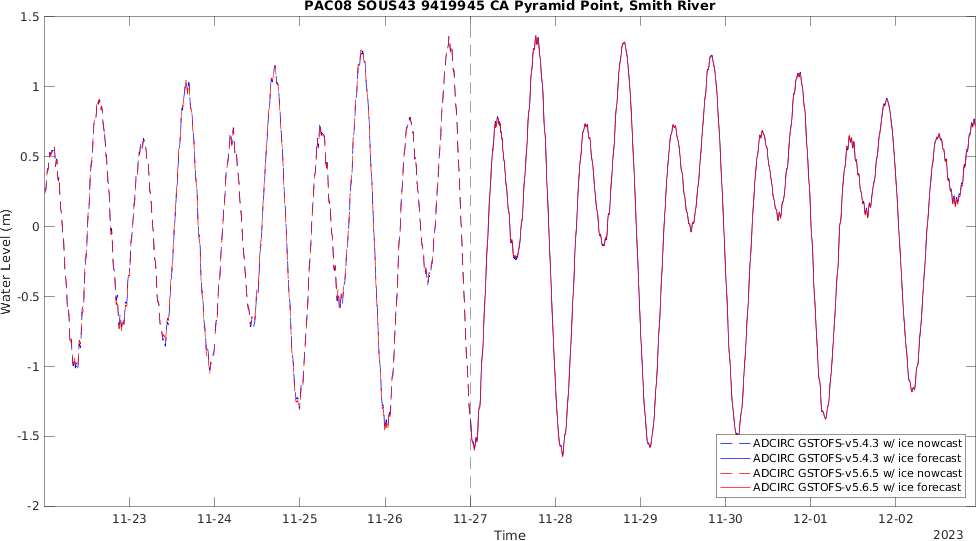 PAC08 SOUS43 9419945 CA Pyramid Point, Smith River
1.5
1
0.5
0
-0.5
-1
-1.5
-2
Water Level (m)
ADCIRC GSTOFS-v5.4.3 w/ ice nowcast
ADCIRC GSTOFS-v5.4.3 w/ ice forecast
ADCIRC GSTOFS-v5.6.5 w/ ice nowcast
ADCIRC GSTOFS-v5.6.5 w/ ice forecast
11-23 11-24 11-25 11-26 11-27 11-28 11-29 11-30 12-01 12-02
Time
2023